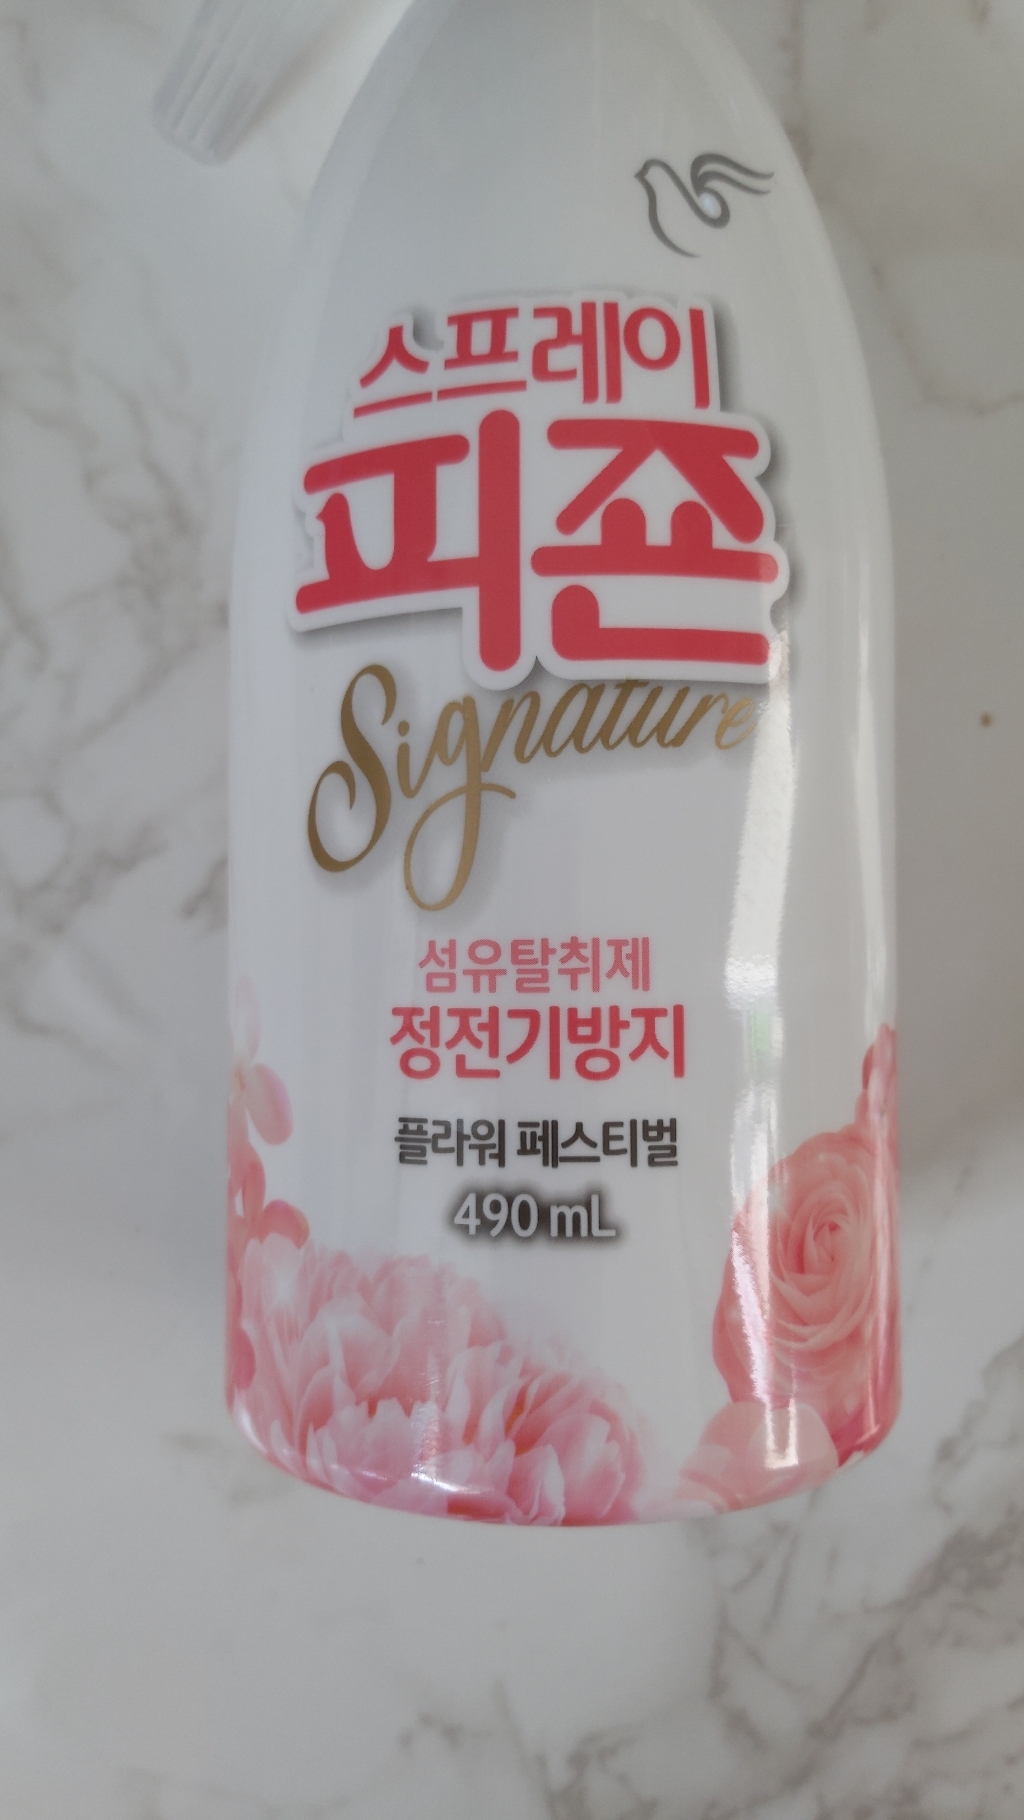 스프레이
피죤
Signature
섬유탈취제
정전기방지
플라워 페스티벌
490 mL